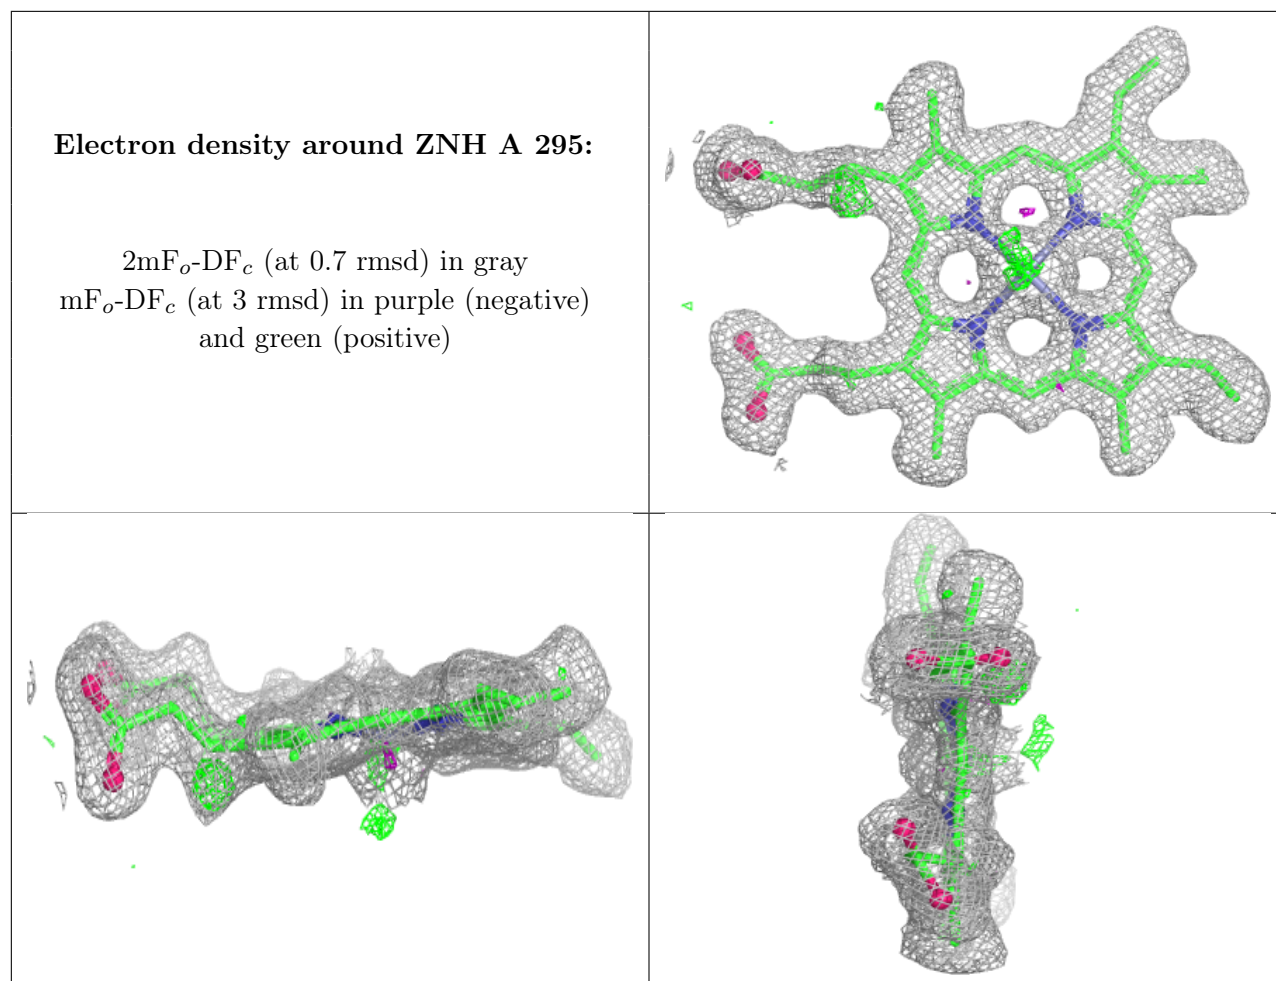 Electron density around ZNH A 295:
2mFo-DFc (at 0.7 rmsd) in gray
mFo-DFc (at 3 rmsd) in purple (negative)
and green (positive)